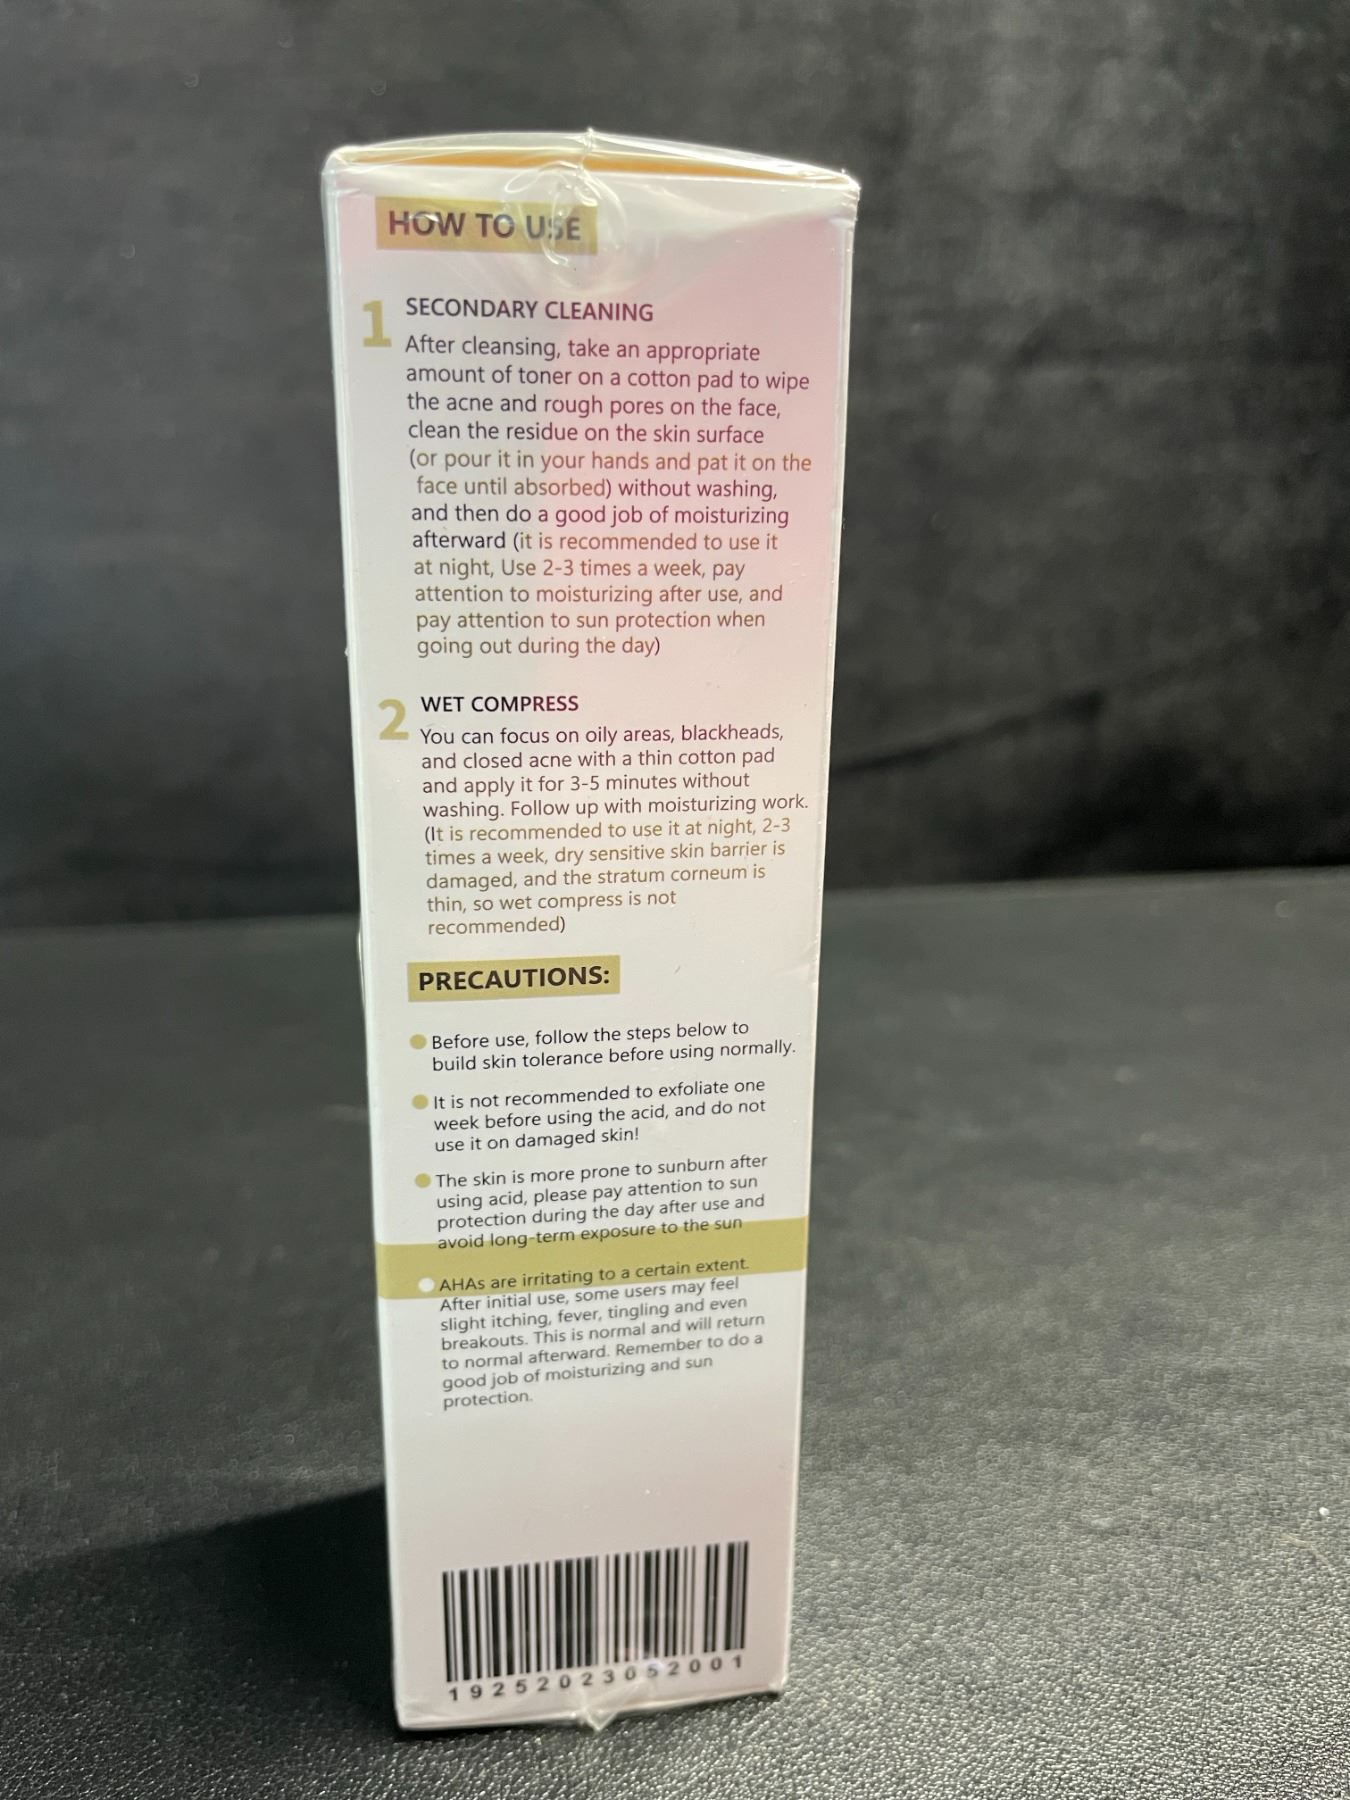 HOW TO USE
1
SECONDARY CLEANING
After cleansing, take an appropriate
amount of toner on a cotton pad to wipe
the acne and rough pores on the face,
clean the residue on the skin surface
(or pour it in your hands and pat it on the
face until absorbed) without washing,
and then do a good job of moisturizing
afterward (it is recommended to use it
at night, Use 2-3 times a week, pay
attention to moisturizing after use, and
pay attention to sun protection when
going out during the day)
2
WET COMPRESS
You can focus on oily areas, blackheads,
and closed acne with a thin cotton pad
and apply it for 3-5 minutes without
washing. Follow up with moisturizing work.
(It is recommended to use it at night, 2-3
times a week, dry sensitive skin barrier is
damaged, and the stratum corneum is
thin, so wet compress is not
recommended)
PRECAUTIONS:
Before use, follow the steps below to
build skin tolerance before using normally.
It is not recommended to exfoliate one
week before using the acid, and do not
use it on damaged skin!
The skin is more prone to sunburn after
using acid, please pay attention to sun
protection during the day after use and
avoid long-term exposure to the sun
AHAs are irritating to a certain extent.
After initial use, some users may feel
slight itching, fever, tingling and even
breakouts. This is normal and will return
to normal afterward. Remember to do a
good job of moisturizing and sun
protection.
19252023052001